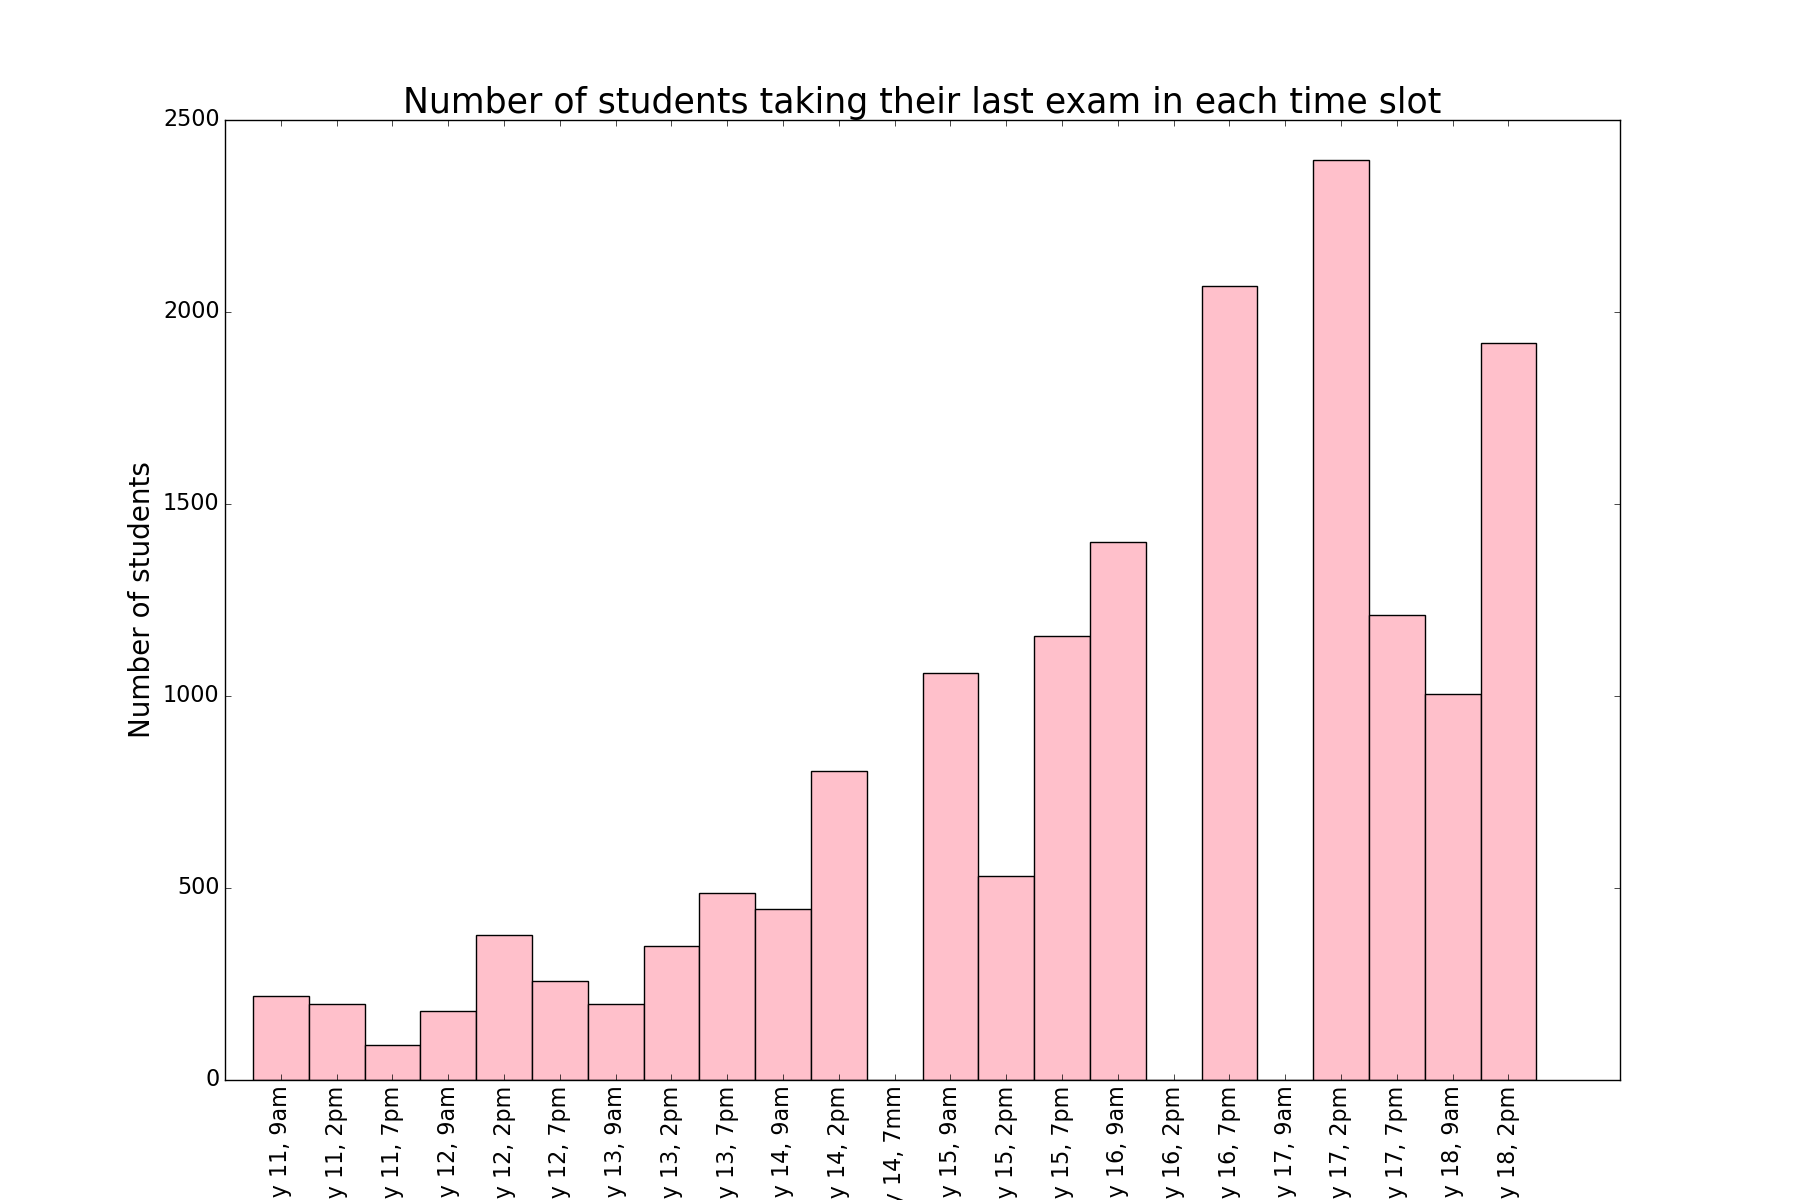 Number of students taking their last exam in each time slot
2500
2000
1500
1000
500
0
Number of students
y 11, 9am
y 11, 2pm
y 11, 7pm
y 12, 9am
y 12, 2pm
y 12, 7pm
y 13, 9am
y 13, 2pm
y 13, 7pm
y 14, 9am
y 14, 2pm
y 14, 7mm
y 15, 9am
y 15, 2pm
y 15, 7pm
y 16, 9am
y 16, 2pm
y 16, 7pm
y 17, 9am
y 17, 2pm
y 17, 7pm
y 18, 9am
y 18, 2pm